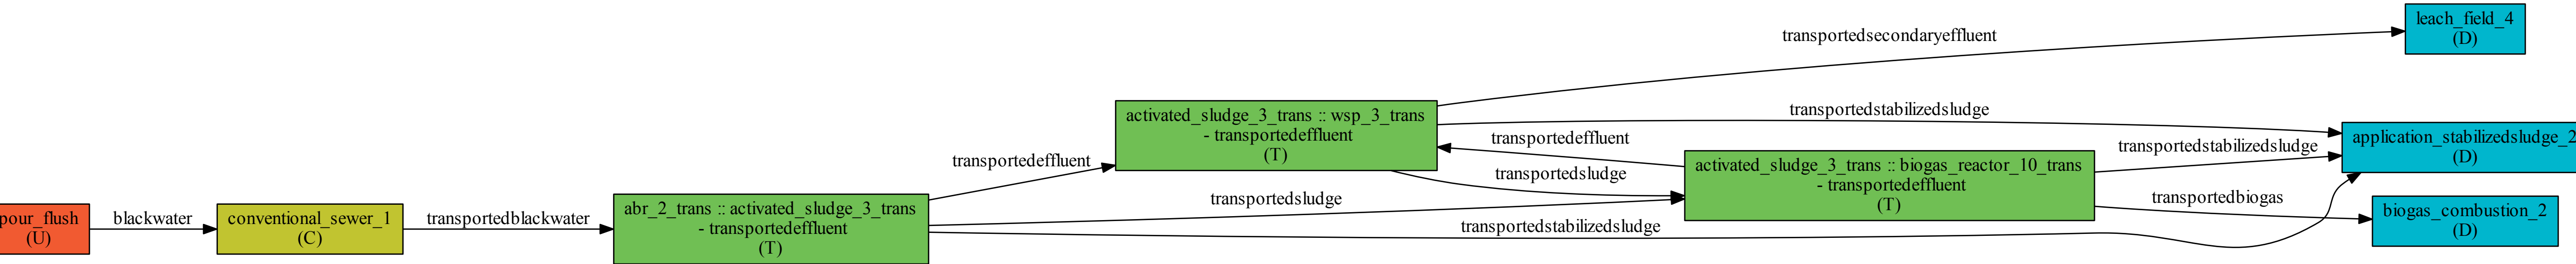 pour_flush
(U)
blackwater
conventional_sewer_1
(C)
transportedblackwater
abr_2_trans :: activated_sludge_3_trans
- transportedeffluent
(T)
transportedeffluent
transportedsludge
transportedstabilizedsludge
activated_sludge_3_trans :: wsp_3_trans
- transportedeffluent
(T)
transportedsecondaryeffluent
transportedstabilizedsludge
transportedeffluent
transportedsludge
activated_sludge_3_trans :: biogas_reactor_10_trans
- transportedeffluent
(T)
transportedstabilizedsludge
transportedbiogas
leach_field_4
(D)
application_stabilizedsludge_2
(D)
biogas_combustion_2
(D)